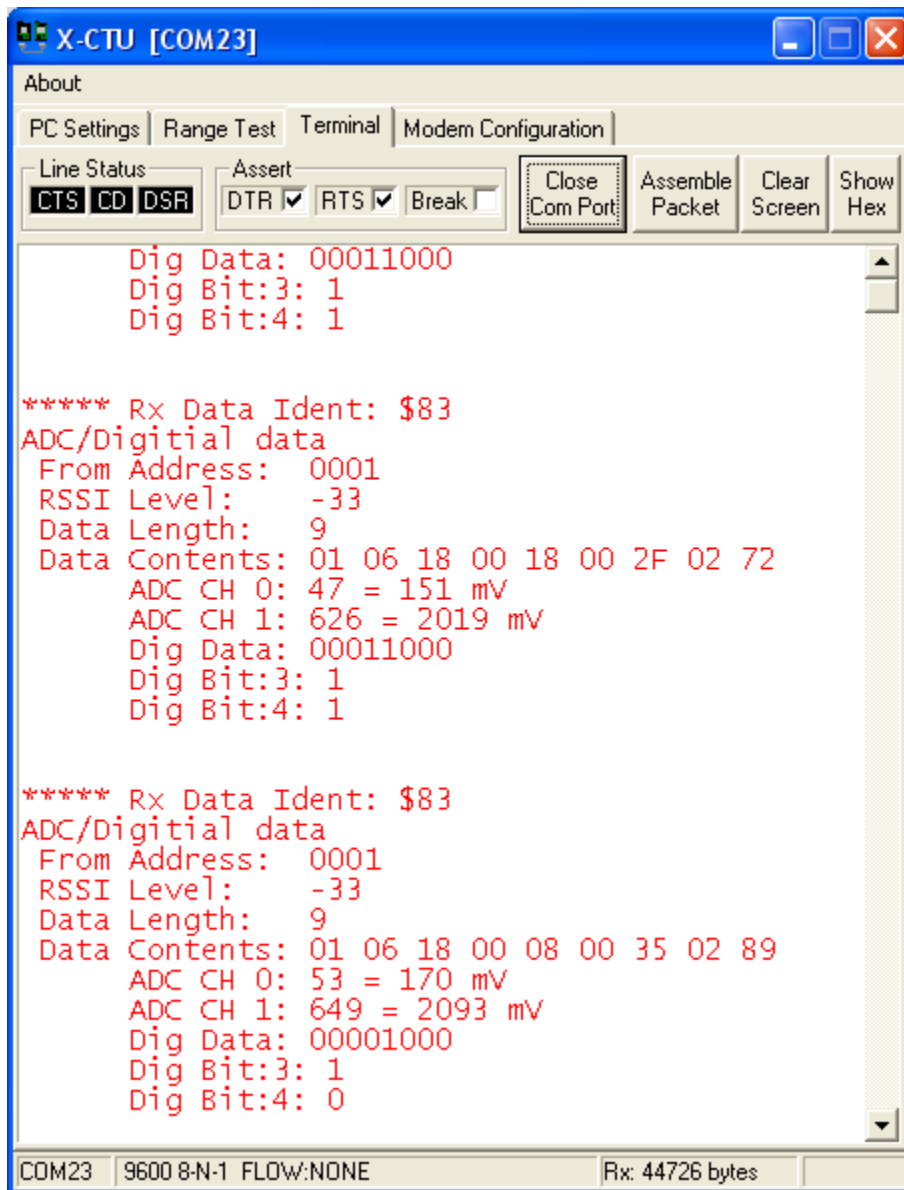 X-CTU [COM23]
About
PC Settings Range Test Terminal Modem Configuration
Line Status Assert
CTS CD DSR DTR RTS Break Close Com Port Assemble Packet Clear Screen Show Hex
Dig Data: 00011000
Dig Bit:3: 1
Dig Bit:4: 1
***** Rx Data Ident: $83
ADC/Digitial data
From Address: 0001
RSSI Level: -33
Data Length: 9
Data Contents: 01 06 18 00 18 00 2F 02 72
ADC CH 0: 47 = 151 mV
ADC CH 1: 626 = 2019 mV
Dig Data: 00011000
Dig Bit:3: 1
Dig Bit:4: 1
***** Rx Data Ident: $83
ADC/Digitial data
From Address: 0001
RSSI Level: -33
Data Length: 9
Data Contents: 01 06 18 00 08 00 35 02 89
ADC CH 0: 53 = 170 mV
ADC CH 1: 649 = 2093 mV
Dig Data: 00001000
Dig Bit:3: 1
Dig Bit:4: 0
COM23 9600 8-N-1 FLOW:NONE Rx: 44726 bytes